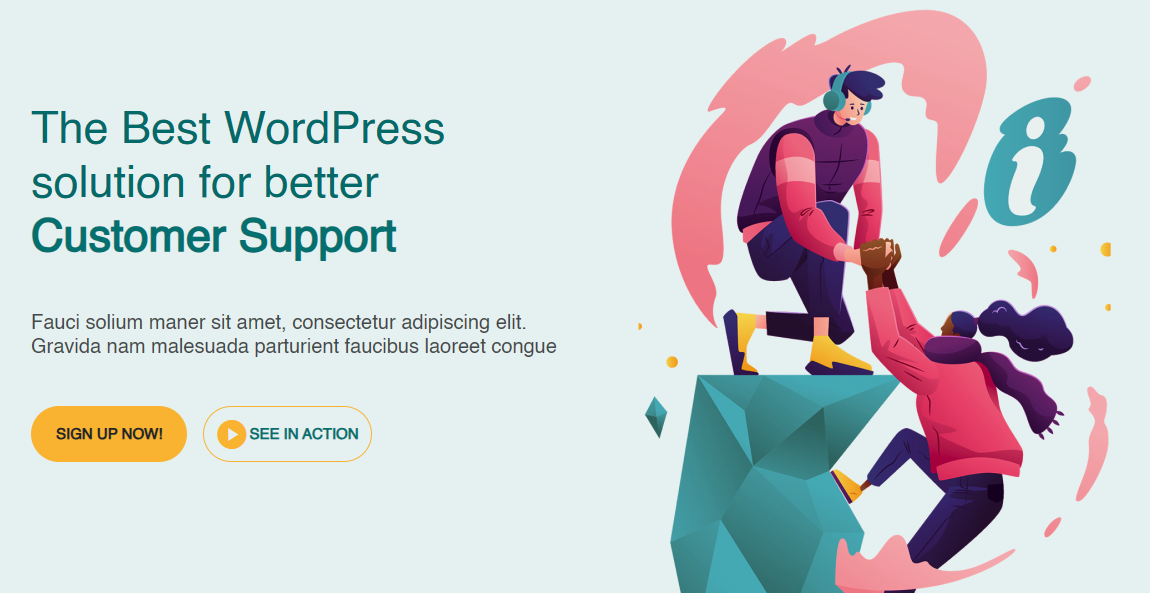 The Best WordPress
solution for better
Customer Support
Fauci solium maner sit amet, consectetur adipiscing elit.
Gravida nam malesuada parturient faucibus laoreet congue
SIGN UP NOW!
SEE IN ACTION
i